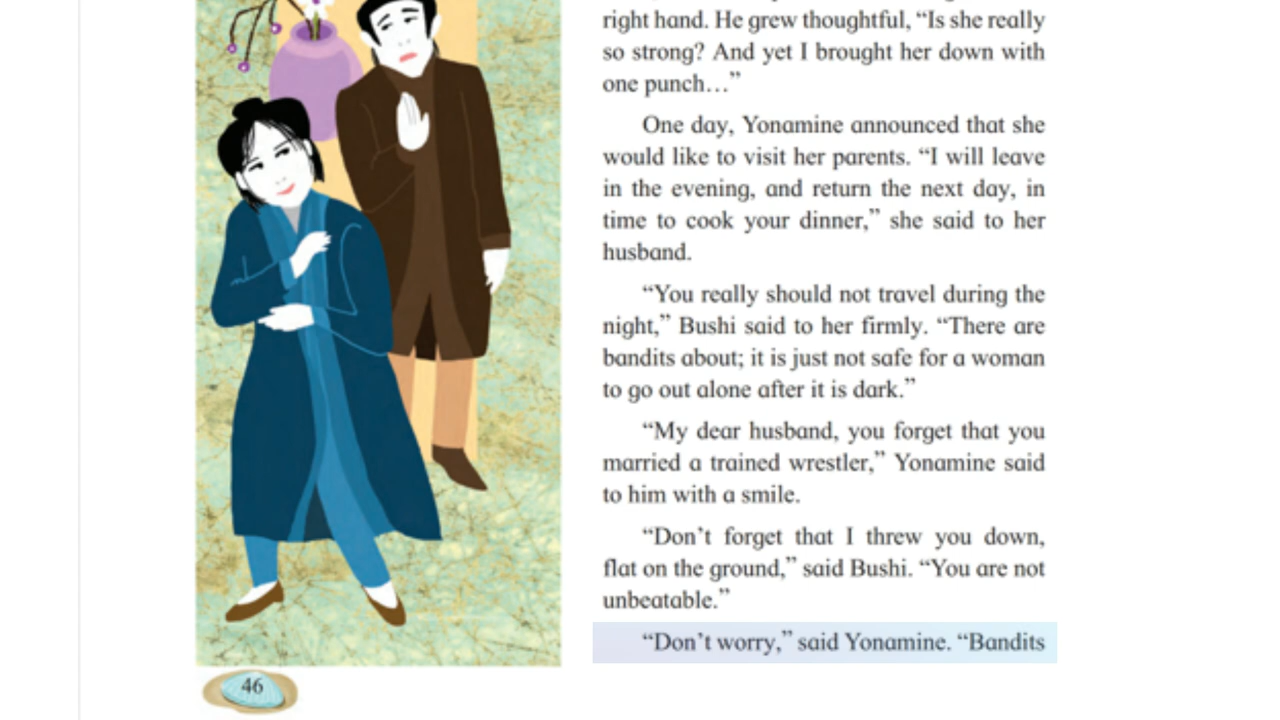 right hand. He grew thoughtful, “Is she really
so strong? And yet I brought her down with
one punch…”
One day, Yonamine announced that she
would like to visit her parents. “I will leave
in the evening, and return the next day, in
time to cook your dinner,” she said to her
husband.
“You really should not travel during the
night,” Bushi said to her firmly. “There are
bandits about; it is just not safe for a woman
to go out alone after it is dark.”
“My dear husband, you forget that you
married a trained wrestler,” Yonamine said
to him with a smile.
“Don’t forget that I threw you down,
flat on the ground,” said Bushi. “You are not
unbeatable.”
“Don’t worry,” said Yonamine. “Bandits
46